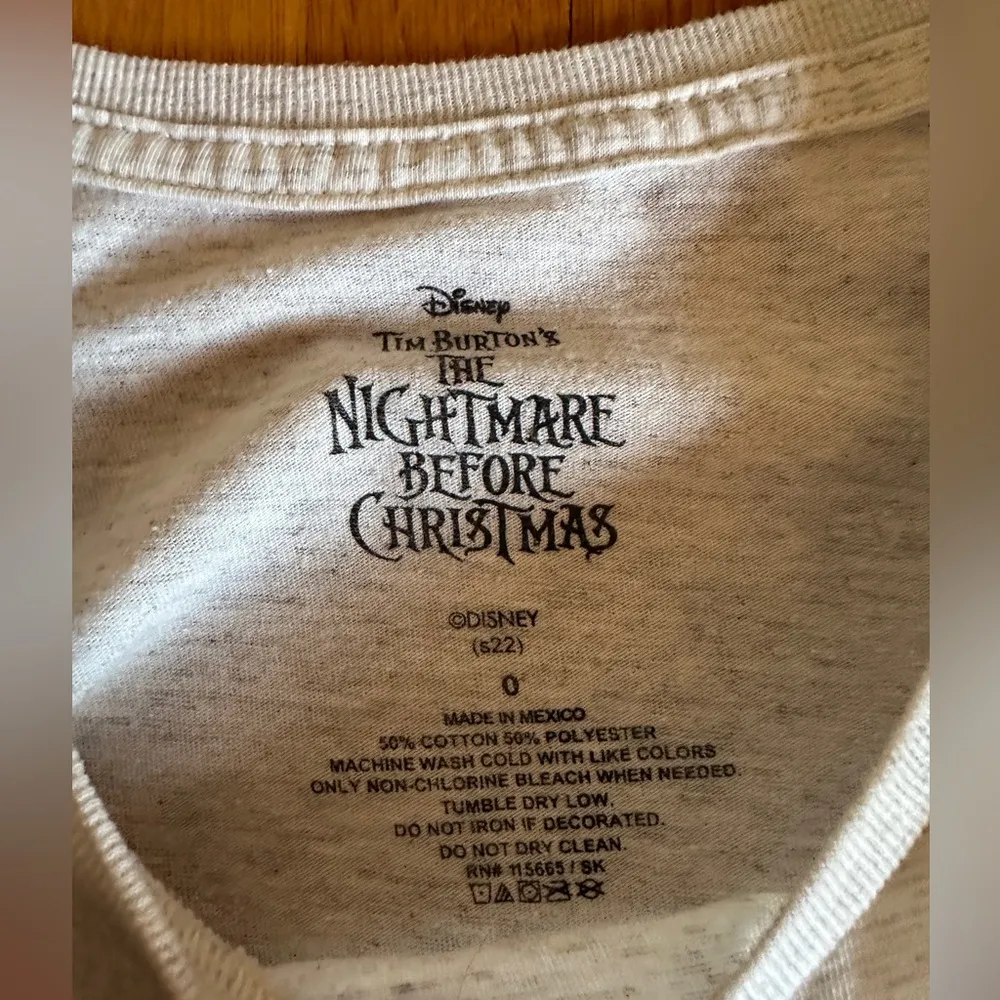 Disney
TIM BURTON'S
THE
NIGHTMARE
BEFORE
CHRISTMAS
©DISNEY
(s22)
0
MADE IN MEXICO
50% COTTON 50% POLYESTER
MACHINE WASH COLD WITH LIKE COLORS
ONLY NON-CHLORINE BLEACH WHEN NEEDED.
TUMBLE DRY LOW.
DO NOT IRON IF DECORATED.
DO NOT DRY CLEAN.
RN# 115665 / SK